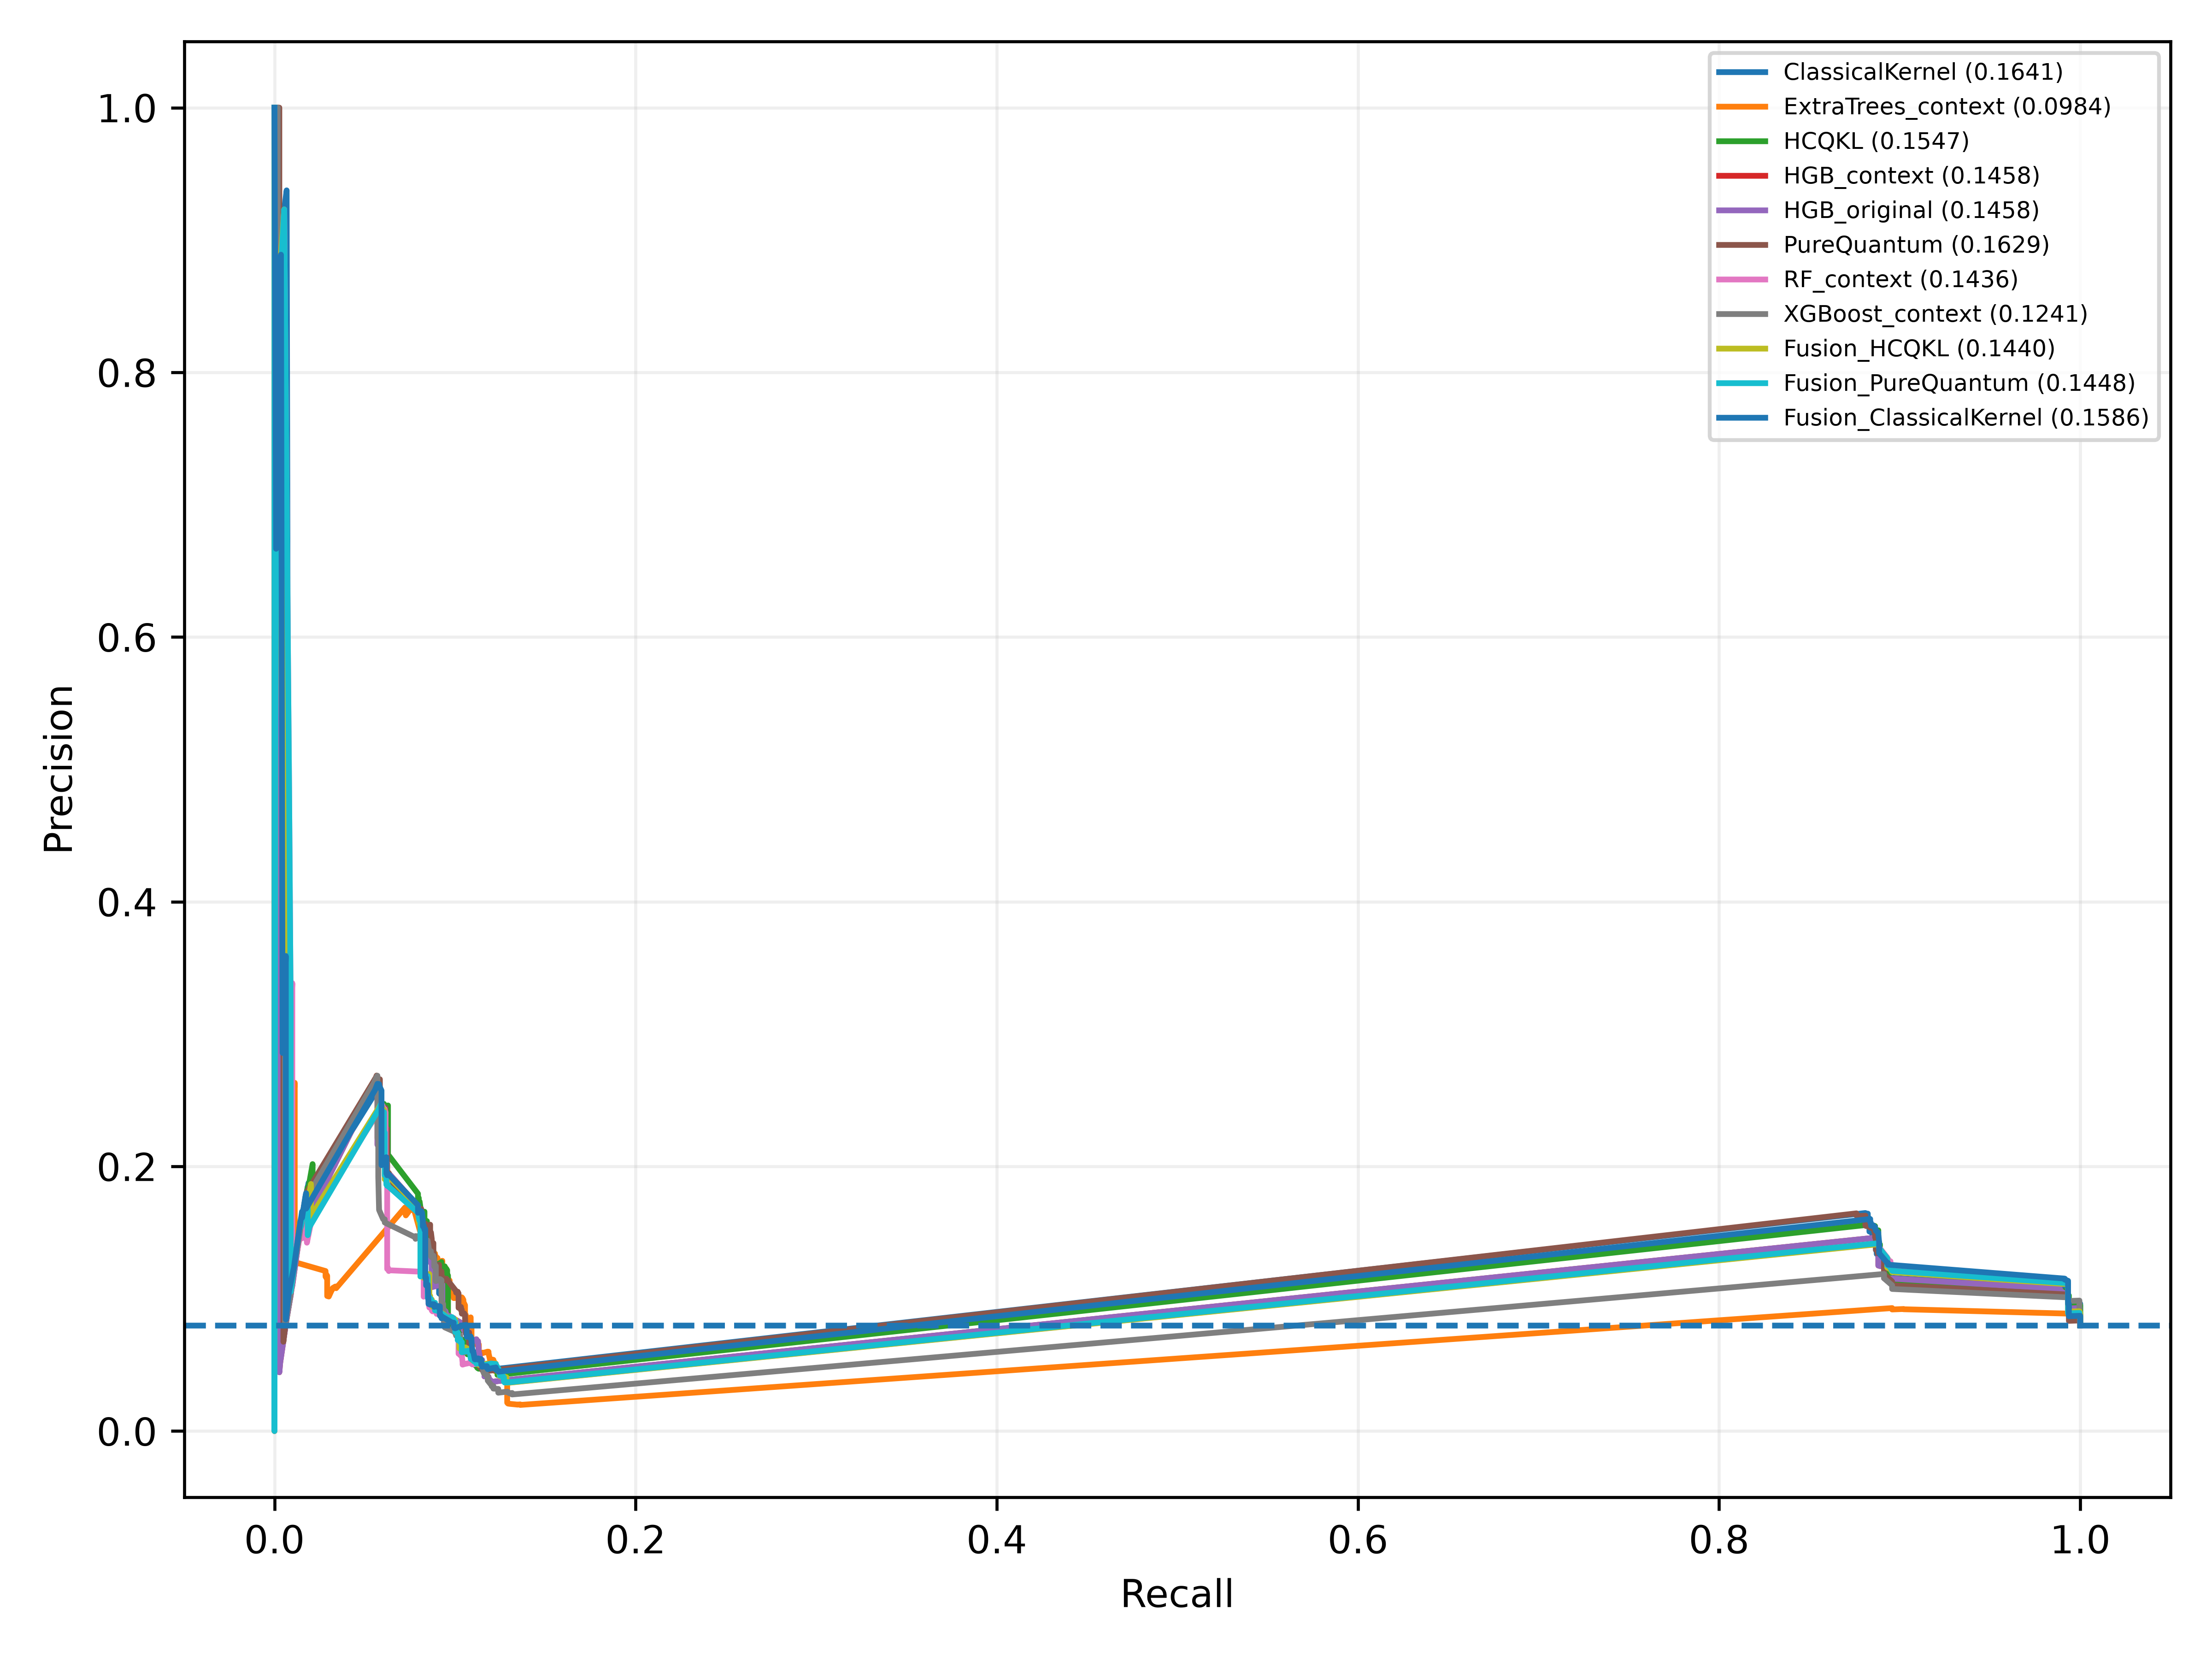 1.0
0.8
0.6
0.4
0.2
0.0
Precision
0.0
0.2
0.4
0.6
0.8
1.0
Recall
ClassicalKernel (0.1641)
ExtraTrees_context (0.0984)
HCQKL (0.1547)
HGB_context (0.1458)
HGB_original (0.1458)
PureQuantum (0.1629)
RF_context (0.1436)
XGBoost_context (0.1241)
Fusion_HCQKL (0.1440)
Fusion_PureQuantum (0.1448)
Fusion_ClassicalKernel (0.1586)